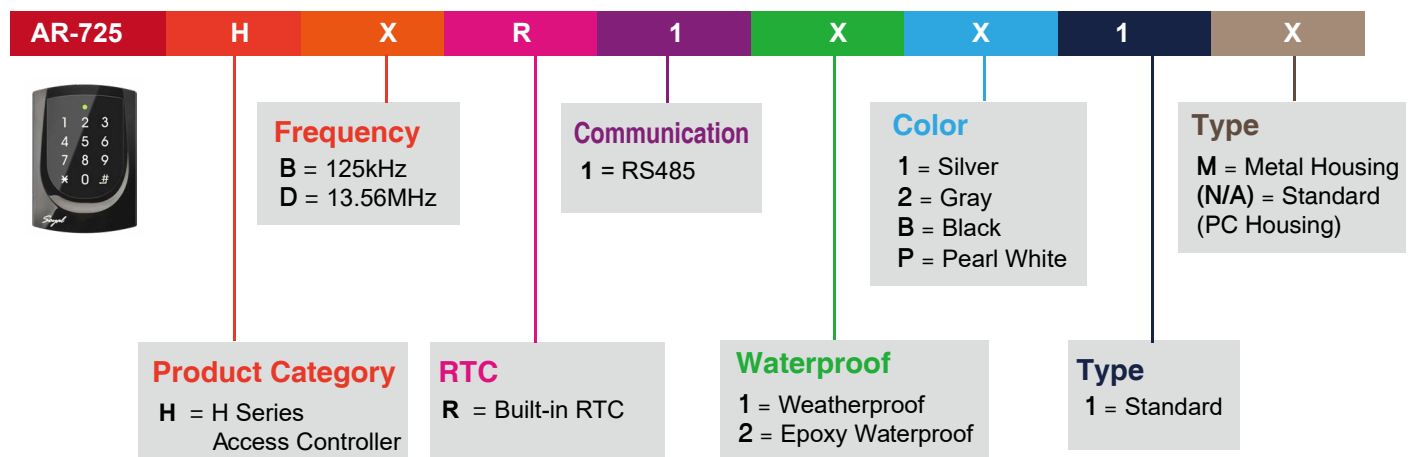 AR-725 H X R 1 X X 1 X
1 2 3
4 5 6
7 8 9
* 0 #
Soyal
Frequency
B = 125kHz
D = 13.56MHz
Communication
1 = RS485
Color
1 = Silver
2 = Gray
B = Black
P = Pearl White
Type
M = Metal Housing
(N/A) = Standard
(PC Housing)
Product Category
H = H Series
Access Controller
RTC
R = Built-in RTC
Waterproof
1 = Weatherproof
2 = Epoxy Waterproof
Type
1 = Standard